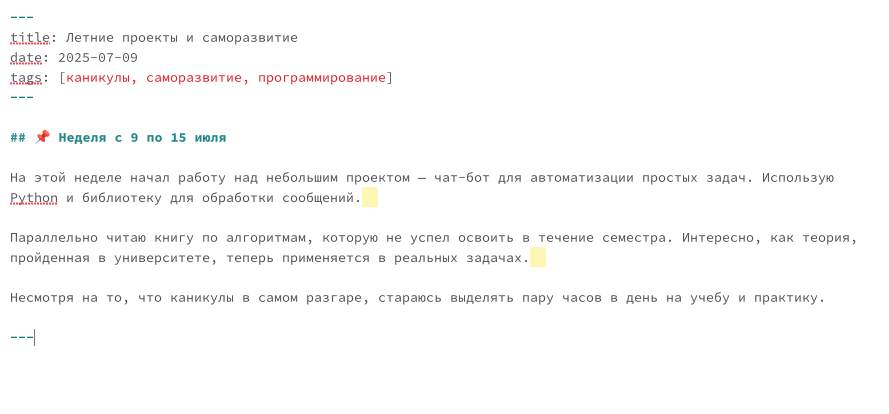 ---
title: Летние проекты и саморазвитие
date: 2025-07-09
tags: [каникулы, саморазвитие, программирование]
---
## 📌 Неделя с 9 по 15 июля
На этой неделе начал работу над небольшим проектом — чат-бот для автоматизации простых задач. Использую
Python и библиотеку для обработки сообщений.
Параллельно читаю книгу по алгоритмам, которую не успел освоить в течение семестра. Интересно, как теория,
пройденная в университете, теперь применяется в реальных задачах.
Несмотря на то, что каникулы в самом разгаре, стараюсь выделять пару часов в день на учебу и практику.
---